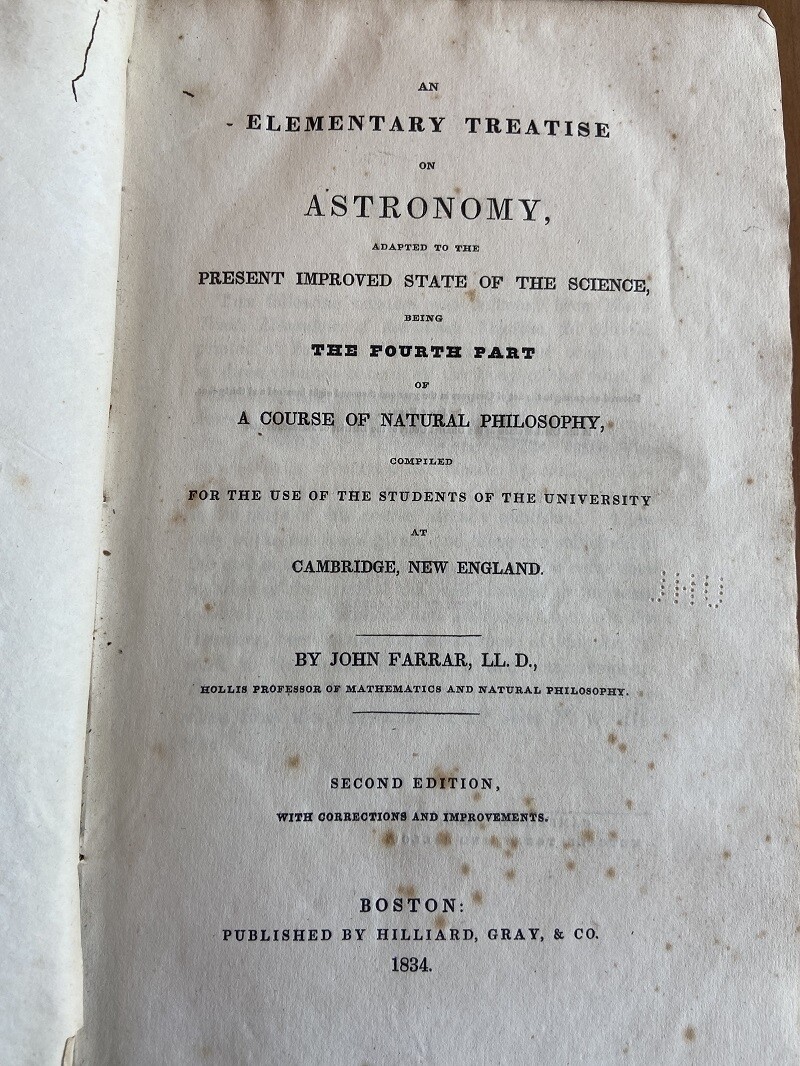 AN
ELEMENTARY TREATISE
ON
ASTRONOMY,
ADAPTED TO THE
PRESENT IMPROVED STATE OF THE SCIENCE,
BEING
THE FOURTH PART
OF
A COURSE OF NATURAL PHILOSOPHY,
COMPILED
FOR THE USE OF THE STUDENTS OF THE UNIVERSITY
AT
CAMBRIDGE, NEW ENGLAND.
JHU
BY JOHN FARRAR, LL. D.,
HOLLIS PROFESSOR OF MATHEMATICS AND NATURAL PHILOSOPHY.
SECOND EDITION,
WITH CORRECTIONS AND IMPROVEMENTS.
BOSTON:
PUBLISHED BY HILLIARD, GRAY, & CO.
1834.